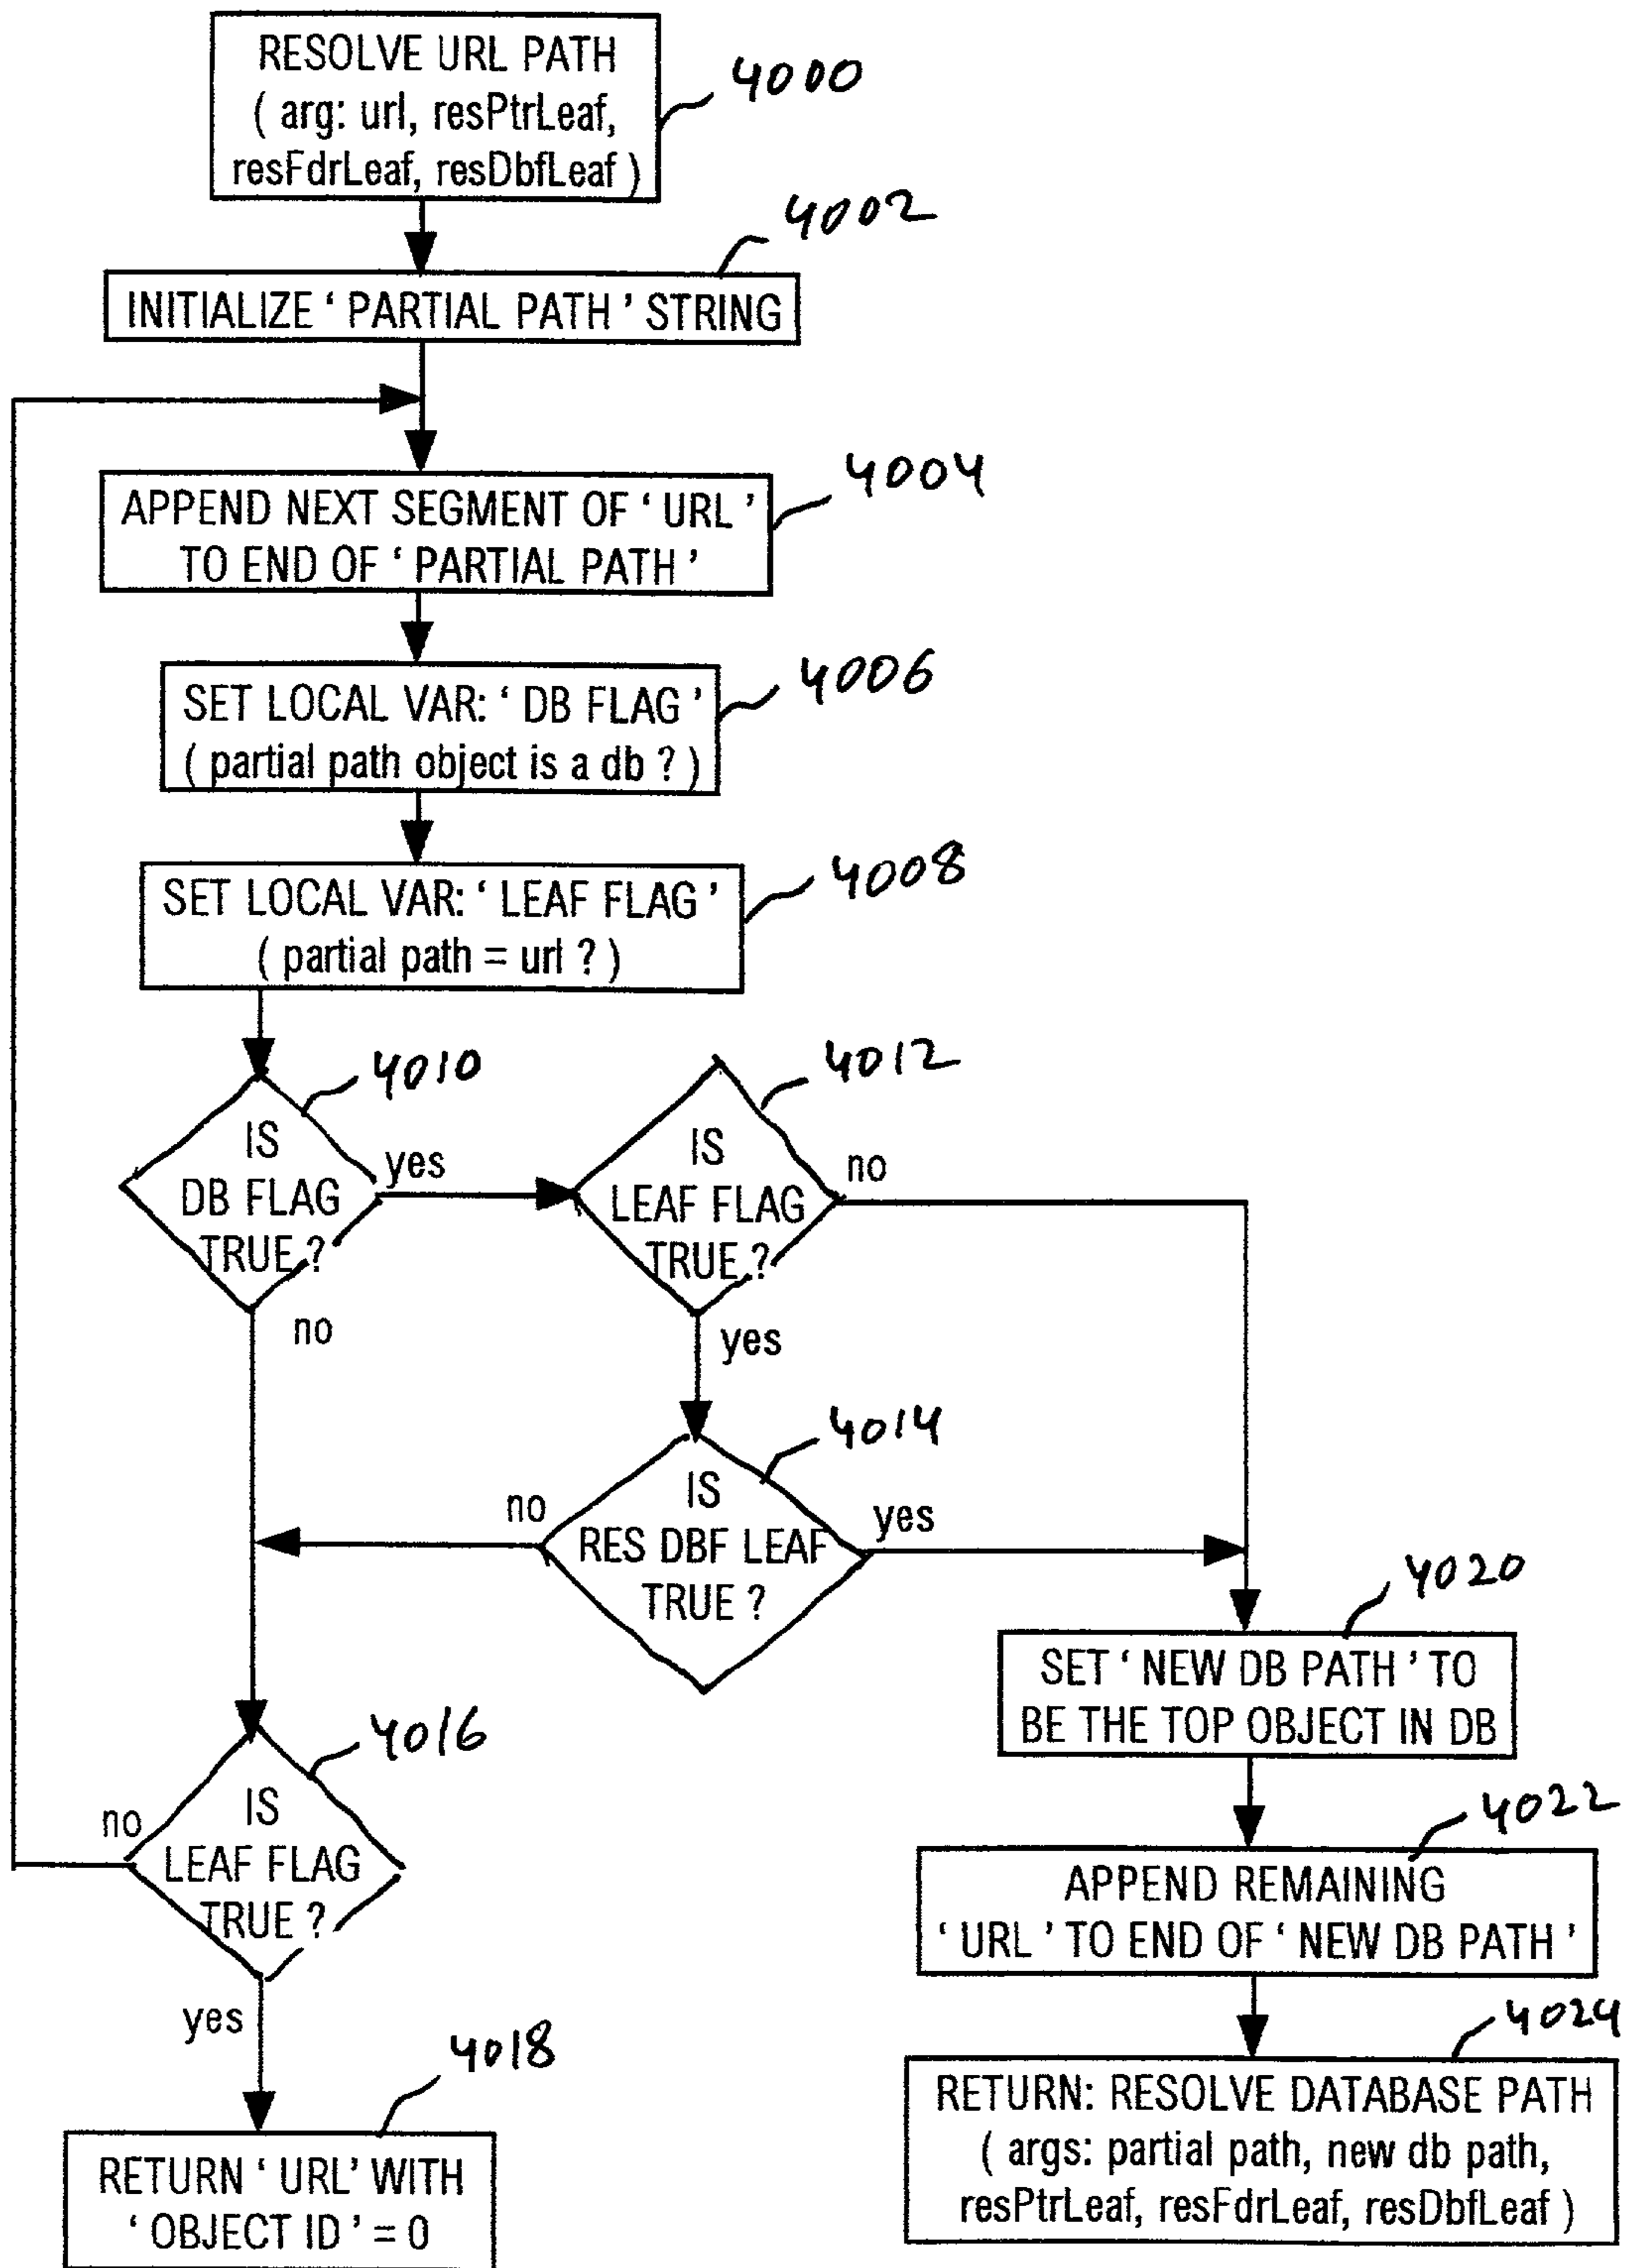 RESOLVE URL PATH
( arg: url, resPtrLeaf,
resFdrLeaf, resDbfLeaf )
4000
4002
INITIALIZE ‘ PARTIAL PATH ’ STRING
4004
APPEND NEXT SEGMENT OF ‘ URL ’
TO END OF ‘ PARTIAL PATH ’
4006
SET LOCAL VAR: ‘ DB FLAG ’
( partial path object is a db ? )
4008
SET LOCAL VAR: ‘ LEAF FLAG ’
( partial path = url ? )
4010
IS
DB FLAG
TRUE ?
yes
no
4012
IS
LEAF FLAG
TRUE ?
no
yes
4014
IS
RES DBF LEAF
TRUE ?
no
yes
4016
IS
LEAF FLAG
TRUE ?
no
yes
4018
RETURN ‘ URL’ WITH
‘ OBJECT ID ’ = 0
4020
SET ‘ NEW DB PATH ’ TO
BE THE TOP OBJECT IN DB
4022
APPEND REMAINING
‘ URL ’ TO END OF ‘ NEW DB PATH ’
4024
RETURN: RESOLVE DATABASE PATH
( args: partial path, new db path,
resPtrLeaf, resFdrLeaf, resDbfLeaf )